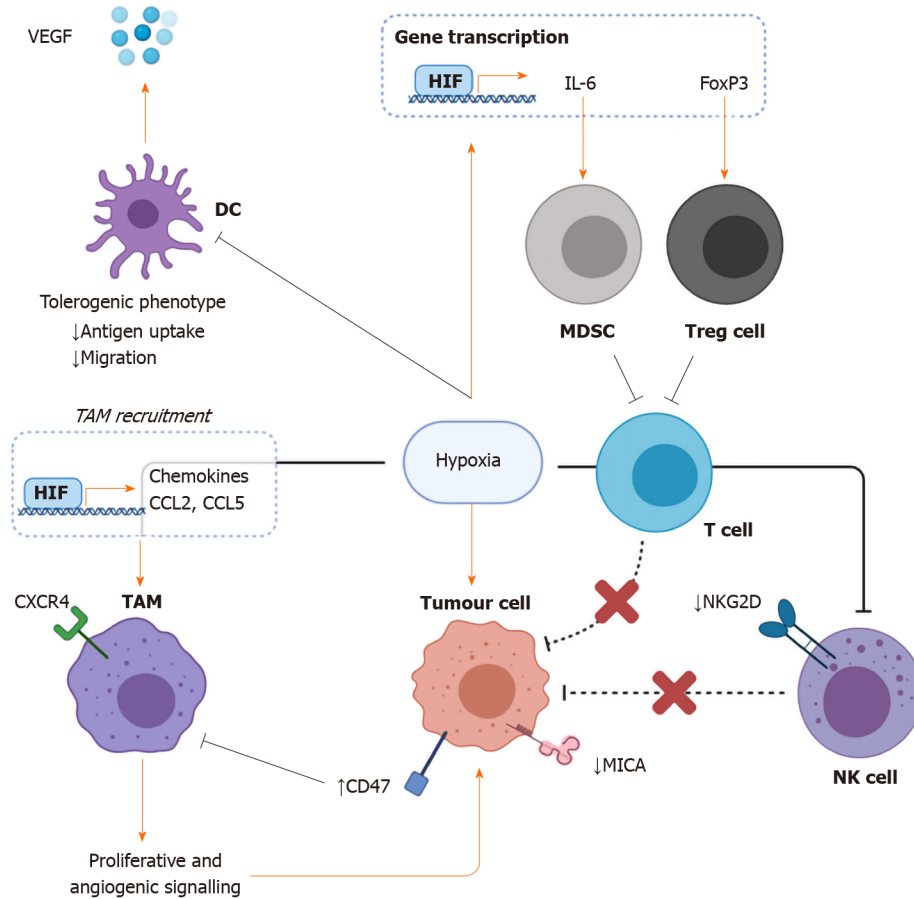 VEGF
Gene transcription
HIF
IL-6
FoxP3
DC
Tolerogenic phenotype
↓Antigen uptake
↓Migration
MDSC
Treg cell
TAM recruitment
HIF
Chemokines
CCL2, CCL5
Hypoxia
T cell
CXCR4
TAM
Tumour cell
↓NKG2D
↑CD47
↓MICA
NK cell
Proliferative and
angiogenic signalling